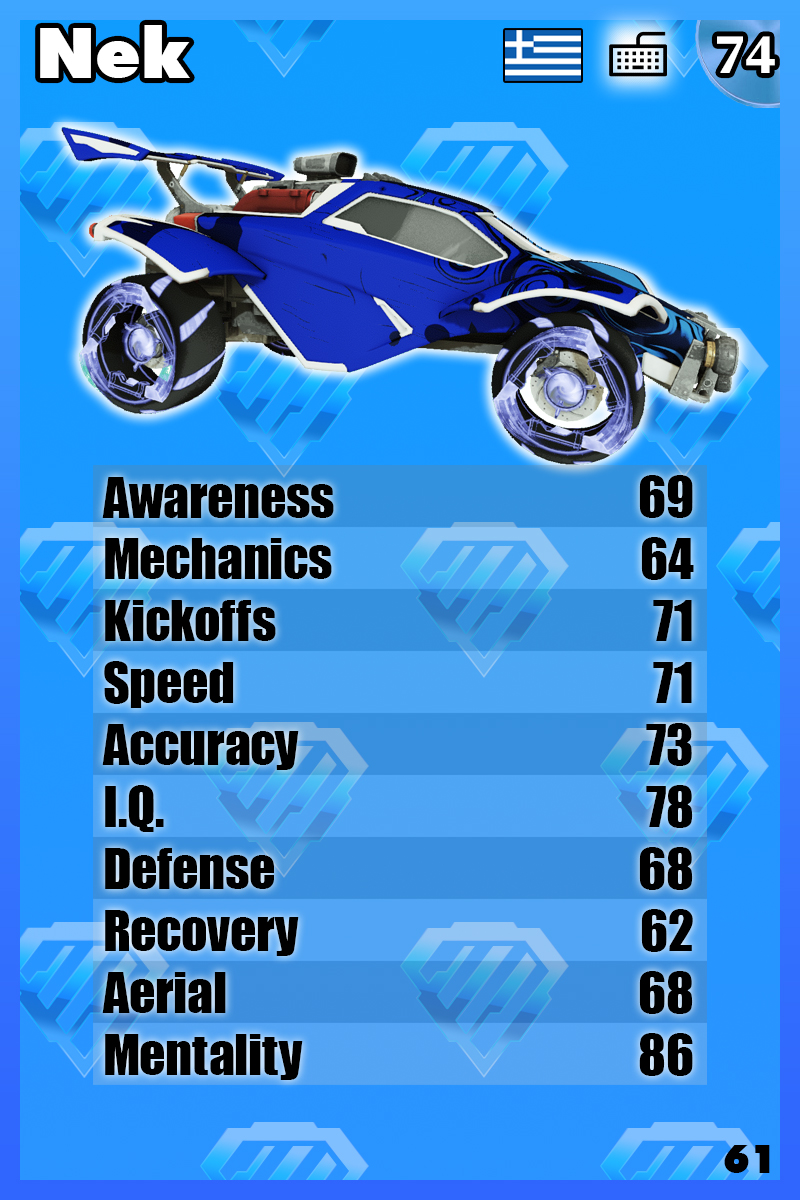 Nek 74
Awareness 69
Mechanics 64
Kickoffs 71
Speed 71
Accuracy 73
I.Q. 78
Defense 68
Recovery 62
Aerial 68
Mentality 86
61